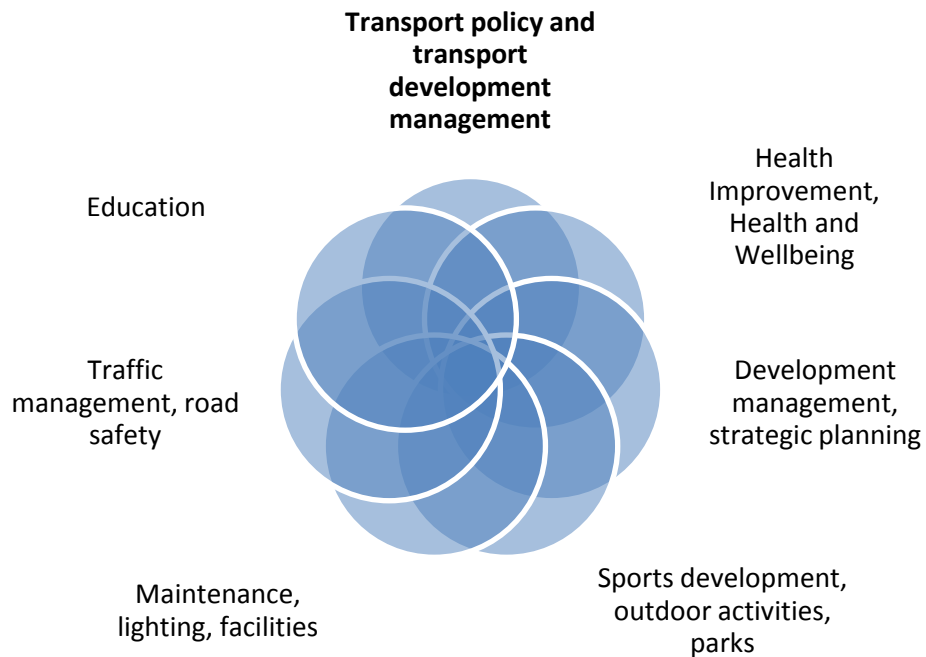 Transport policy and
transport
development
management
Health
Improvement,
Health and
Wellbeing
Education
Development
management,
strategic planning
Traffic
management, road
safety
Sports development,
outdoor activities,
parks
Maintenance,
lighting, facilities